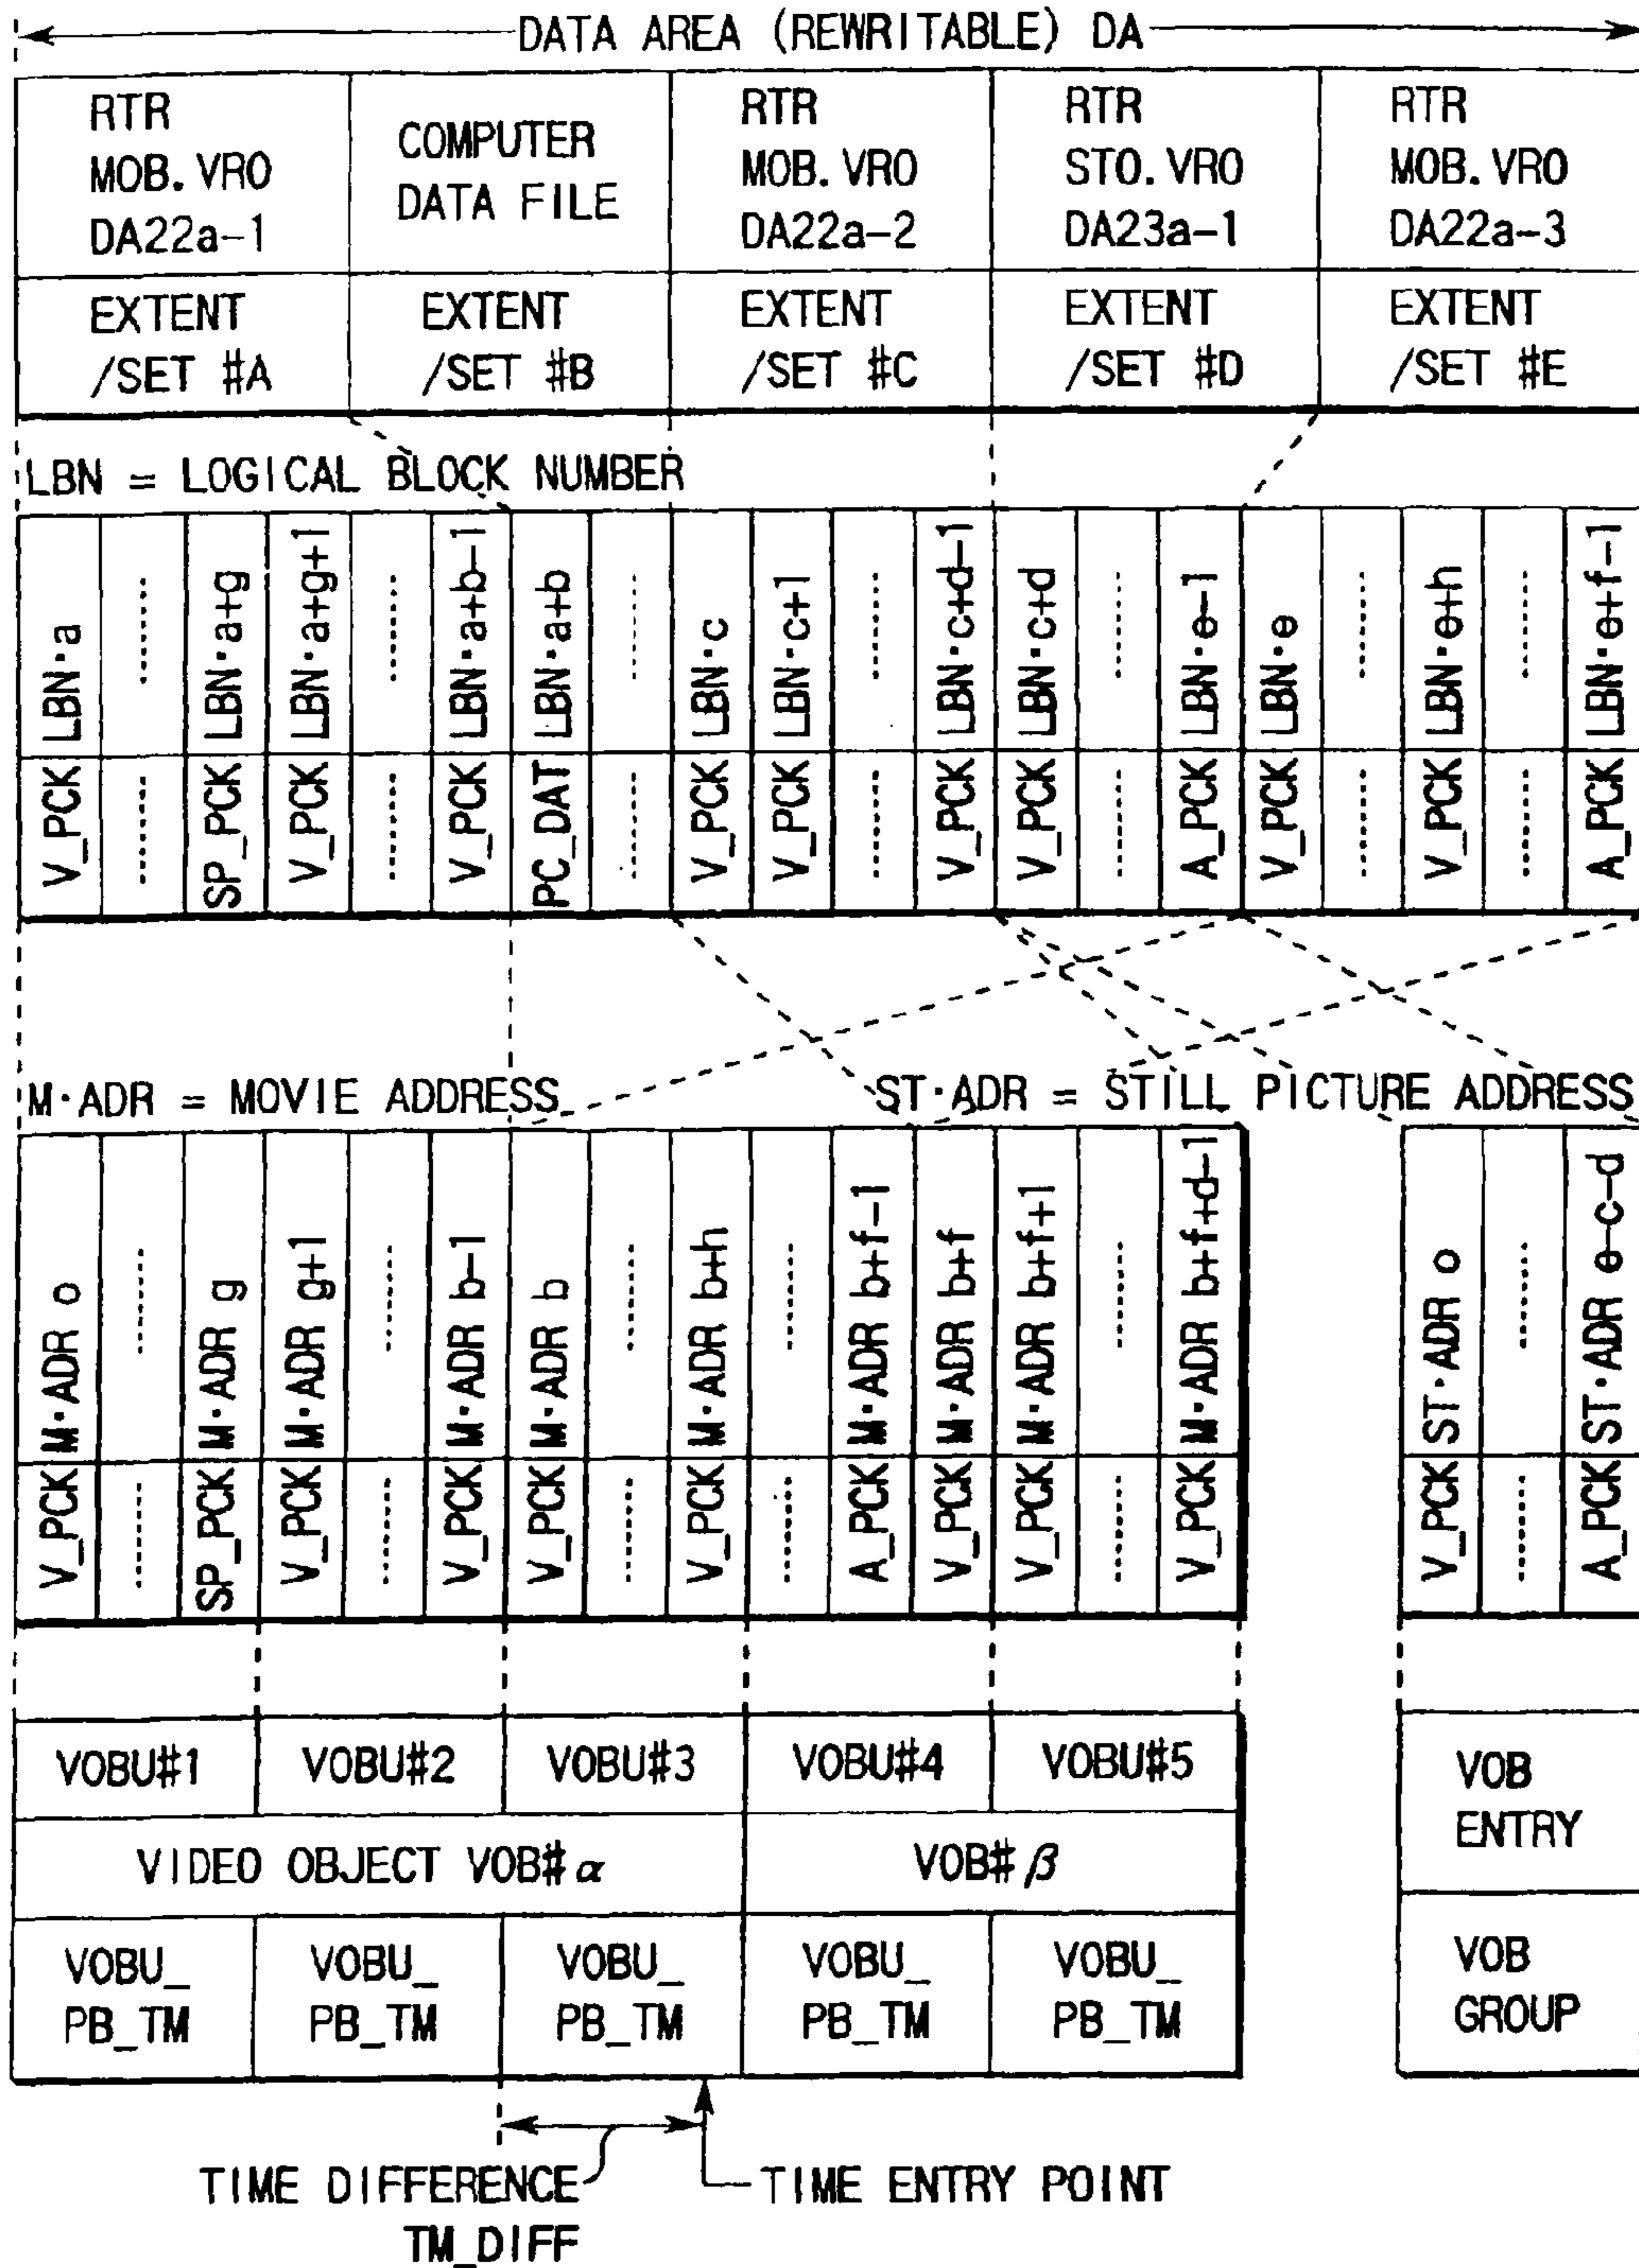 DATA AREA (REWRITABLE) DA
RTR MOB.VRO DA22a-1
COMPUTER DATA FILE
RTR MOB.VRO DA22a-2
RTR STO.VRO DA23a-1
RTR MOB.VRO DA22a-3
EXTENT /SET #A
EXTENT /SET #B
EXTENT /SET #C
EXTENT /SET #D
EXTENT /SET #E
LBN = LOGICAL BLOCK NUMBER
V_PCK LBN·a
SP_PCK LBN·a+g
V_PCK LBN·a+g+1
V_PCK LBN·a+b-1
PC_DAT LBN·a+b
V_PCK LBN·c
V_PCK LBN·c+1
V_PCK LBN·c+d-1
V_PCK LBN·c+d
A_PCK LBN·e-1
V_PCK LBN·e
V_PCK LBN·e+h
A_PCK LBN·e+f-1
M·ADR = MOVIE ADDRESS
ST·ADR = STILL PICTURE ADDRESS
V_PCK M·ADR o
SP_PCK M·ADR g
V_PCK M·ADR g+1
V_PCK M·ADR b-1
V_PCK M·ADR b
V_PCK M·ADR b+h
A_PCK M·ADR b+f-1
V_PCK M·ADR b+f
V_PCK M·ADR b+f+1
V_PCK M·ADR b+f+d-1
V_PCK ST·ADR o
A_PCK ST·ADR e-c-d
VOBU#1
VOBU#2
VOBU#3
VOBU#4
VOBU#5
VIDEO OBJECT VOB#α
VOB#β
VOBU_ PB_TM
VOBU_ PB_TM
VOBU_ PB_TM
VOBU_ PB_TM
VOBU_ PB_TM
VOB ENTRY
VOB GROUP
TIME DIFFERENCE
TM_DIFF
TIME ENTRY POINT